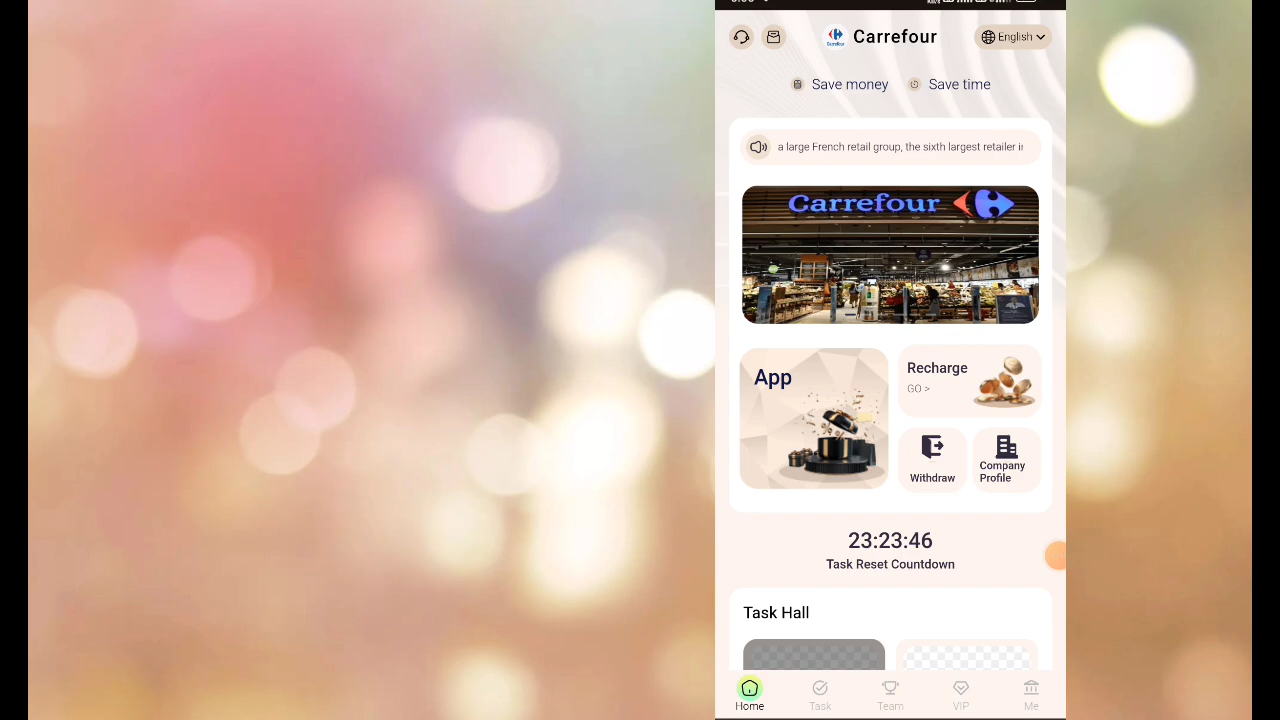 Carrefour
English
Save money
Save time
a large French retail group, the sixth largest retailer
Carrefour
App
Recharge
GO >
Withdraw
Company
Profile
23:23:46
Task Reset Countdown
Task Hall
Home
Task
Team
VIP
Me